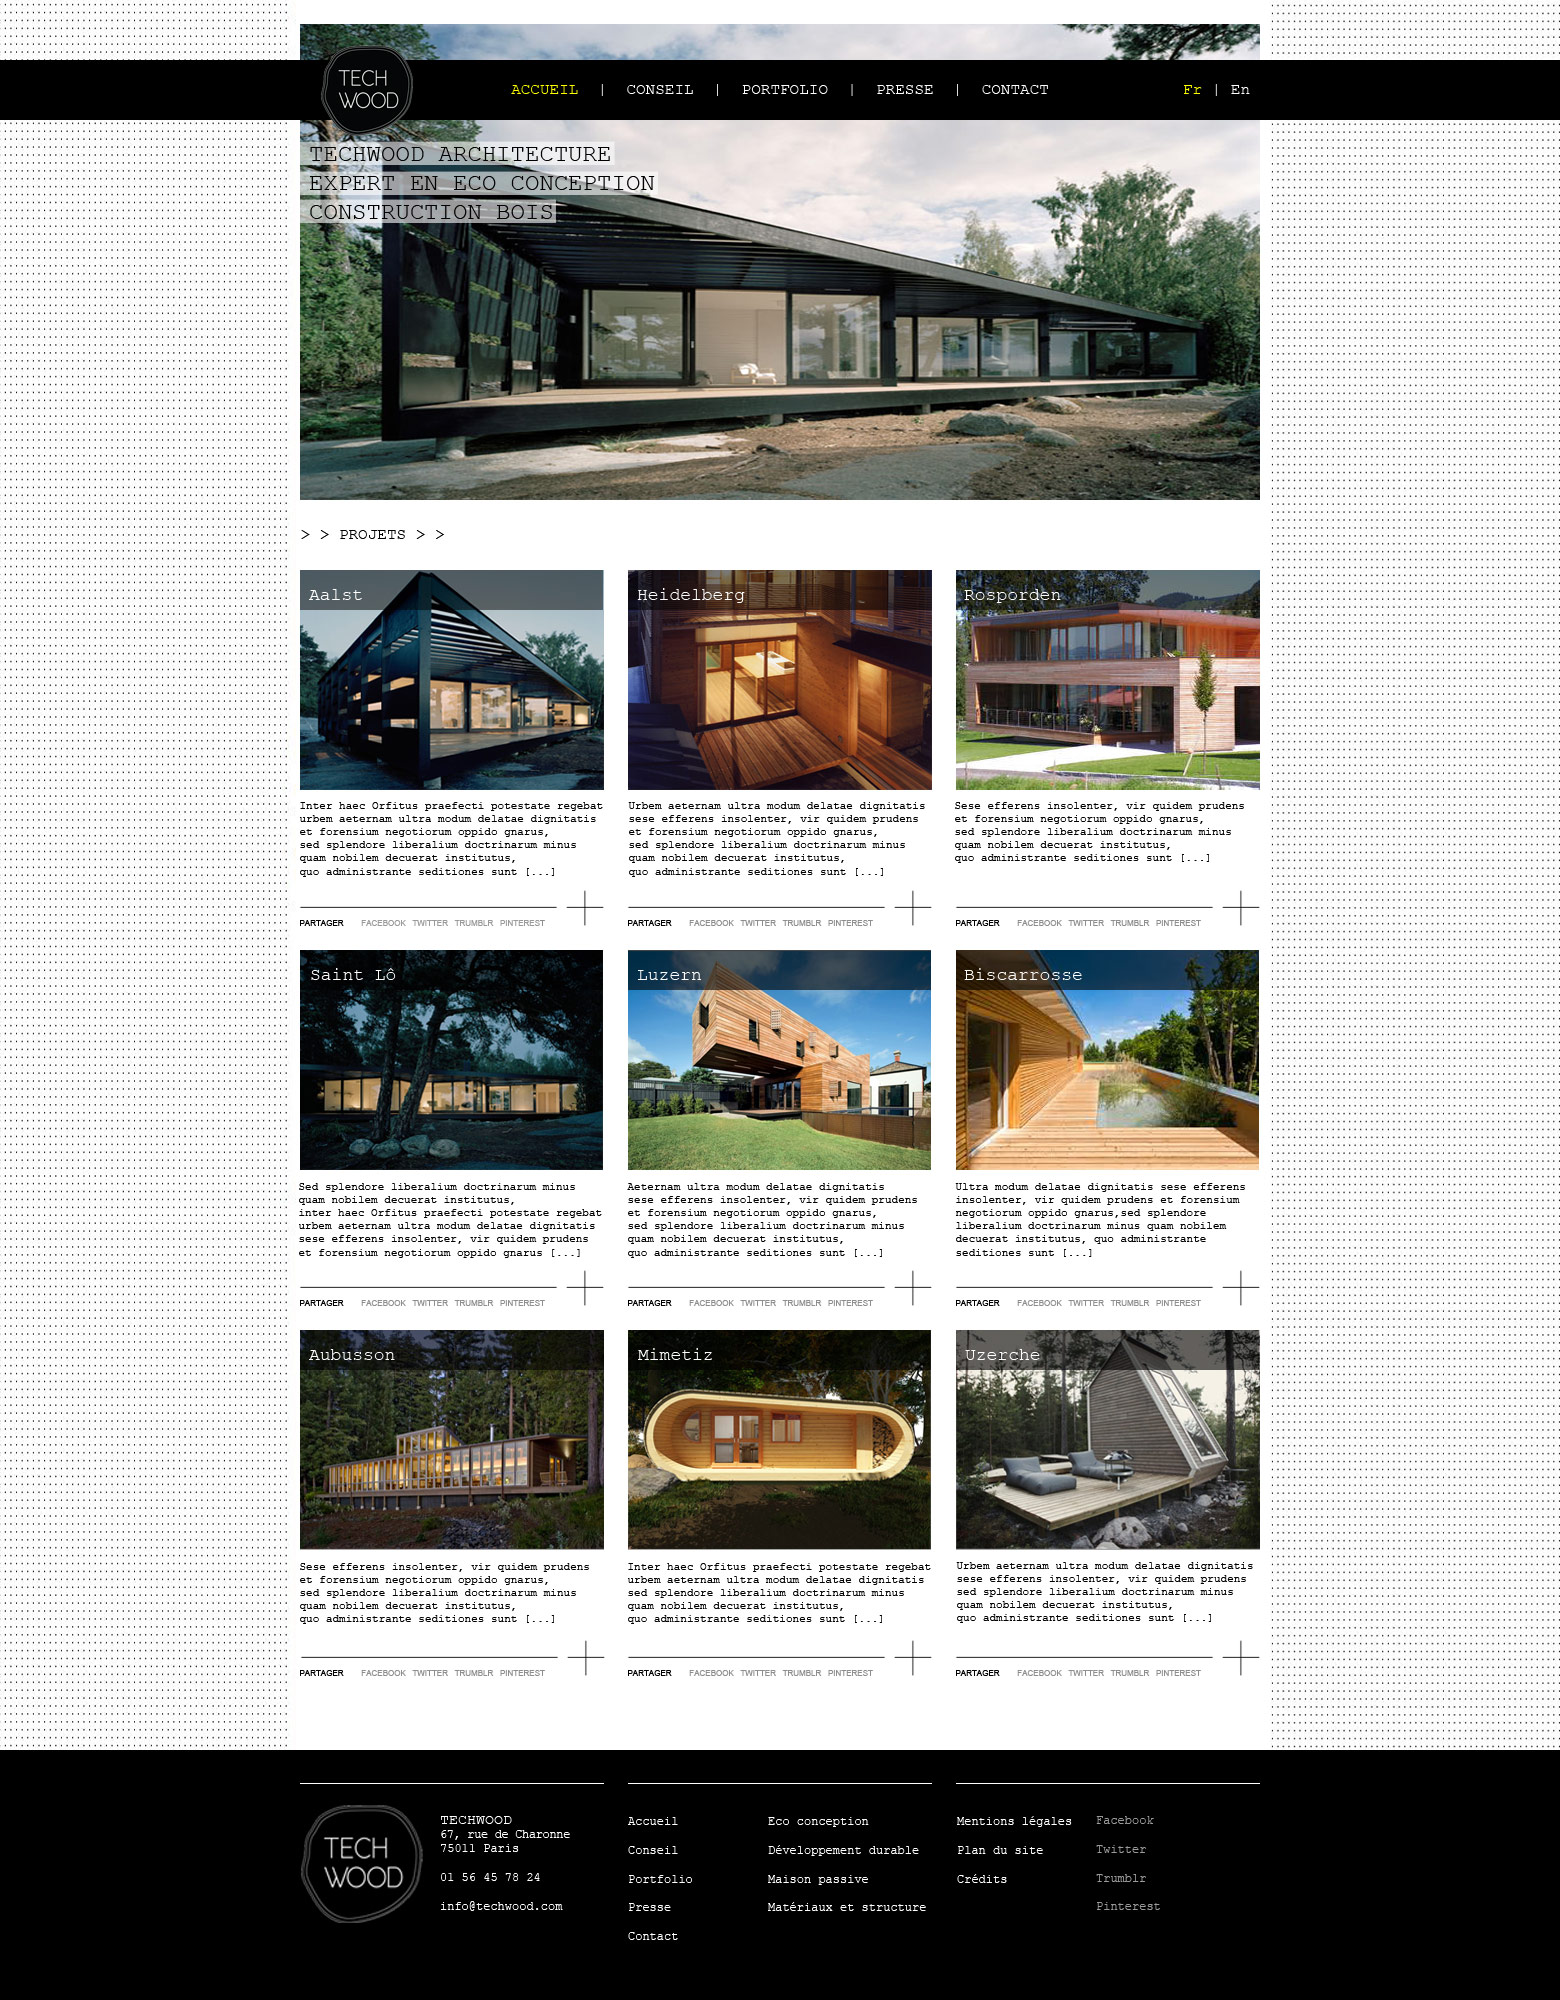 TECH
WOOD
ACCUEIL | CONSEIL | PORTFOLIO | PRESSE | CONTACT
Fr | En
TECHWOOD ARCHITECTURE
EXPERT EN ECO CONCEPTION
CONSTRUCTION BOIS
> > PROJETS > >
Aalst
Inter haec Orfitus praefecti potestate regebat
urbem aeternam ultra modum delatae dignitatis
et forensium negotiorum oppido gnarus,
sed splendore liberalium doctrinarum minus
quam nobilem decuerat institutus,
quo administrante seditiones sunt [...]
PARTAGER FACEBOOK TWITTER TRUMBLR PINTEREST
Heidelberg
Urbem aeternam ultra modum delatae dignitatis
sese efferens insolenter, vir quidem prudens
et forensium negotiorum oppido gnarus,
sed splendore liberalium doctrinarum minus
quam nobilem decuerat institutus,
quo administrante seditiones sunt [...]
PARTAGER FACEBOOK TWITTER TRUMBLR PINTEREST
Rosporden
Sese efferens insolenter, vir quidem prudens
et forensium negotiorum oppido gnarus,
sed splendore liberalium doctrinarum minus
quam nobilem decuerat institutus,
quo administrante seditiones sunt [...]
PARTAGER FACEBOOK TWITTER TRUMBLR PINTEREST
Saint Lô
Sed splendore liberalium doctrinarum minus
quam nobilem decuerat institutus,
inter haec Orfitus praefecti potestate regebat
urbem aeternam ultra modum delatae dignitatis
sese efferens insolenter, vir quidem prudens
et forensium negotiorum oppido gnarus [...]
PARTAGER FACEBOOK TWITTER TRUMBLR PINTEREST
Luzern
Aeternam ultra modum delatae dignitatis
sese efferens insolenter, vir quidem prudens
et forensium negotiorum oppido gnarus,
sed splendore liberalium doctrinarum minus
quam nobilem decuerat institutus,
quo administrante seditiones sunt [...]
PARTAGER FACEBOOK TWITTER TRUMBLR PINTEREST
Biscarrosse
Ultra modum delatae dignitatis sese efferens
insolenter, vir quidem prudens et forensium
negotiorum oppido gnarus,sed splendore
liberalium doctrinarum minus quam nobilem
decuerat institutus, quo administrante
seditiones sunt [...]
PARTAGER FACEBOOK TWITTER TRUMBLR PINTEREST
Aubusson
Sese efferens insolenter, vir quidem prudens
et forensium negotiorum oppido gnarus,
sed splendore liberalium doctrinarum minus
quam nobilem decuerat institutus,
quo administrante seditiones sunt [...]
PARTAGER FACEBOOK TWITTER TRUMBLR PINTEREST
Mimetiz
Inter haec Orfitus praefecti potestate regebat
urbem aeternam ultra modum delatae dignitatis
sed splendore liberalium doctrinarum minus
quam nobilem decuerat institutus,
quo administrante seditiones sunt [...]
PARTAGER FACEBOOK TWITTER TRUMBLR PINTEREST
Uzerche
Urbem aeternam ultra modum delatae dignitatis
sese efferens insolenter, vir quidem prudens
sed splendore liberalium doctrinarum minus
quam nobilem decuerat institutus,
quo administrante seditiones sunt [...]
PARTAGER FACEBOOK TWITTER TRUMBLR PINTEREST
TECH
WOOD
TECHWOOD
67, rue de Charonne
75011 Paris
01 56 45 78 24
info@techwood.com
Accueil
Conseil
Portfolio
Presse
Contact
Eco conception
Développement durable
Maison passive
Matériaux et structure
Mentions légales
Plan du site
Crédits
Facebook
Twitter
Trumblr
Pinterest